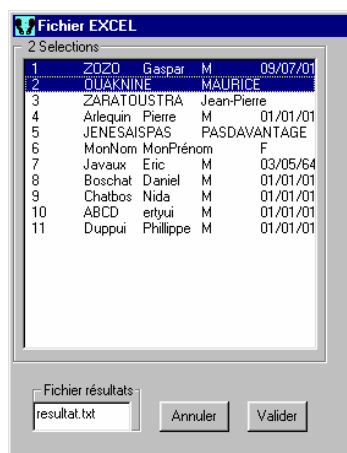 Fichier EXCEL
2 Selections
1 ZOZO Gaspar M 09/07/01
2 OUAKNINE MAURICE
3 ZARATOUSTRA Jean-Pierre
4 Arlequin Pierre M 01/01/01
5 JENESAISPAS PASDAVANTAGE
6 MonNom MonPrénom F
7 Javaux Eric M 03/05/64
8 Boschat Daniel M 01/01/01
9 Chatbos Nida M 01/01/01
10 ABCD ertyui M 01/01/01
11 Duppui Phillippe M 01/01/01
Fichier résultats
resultat.txt Annuler Valider